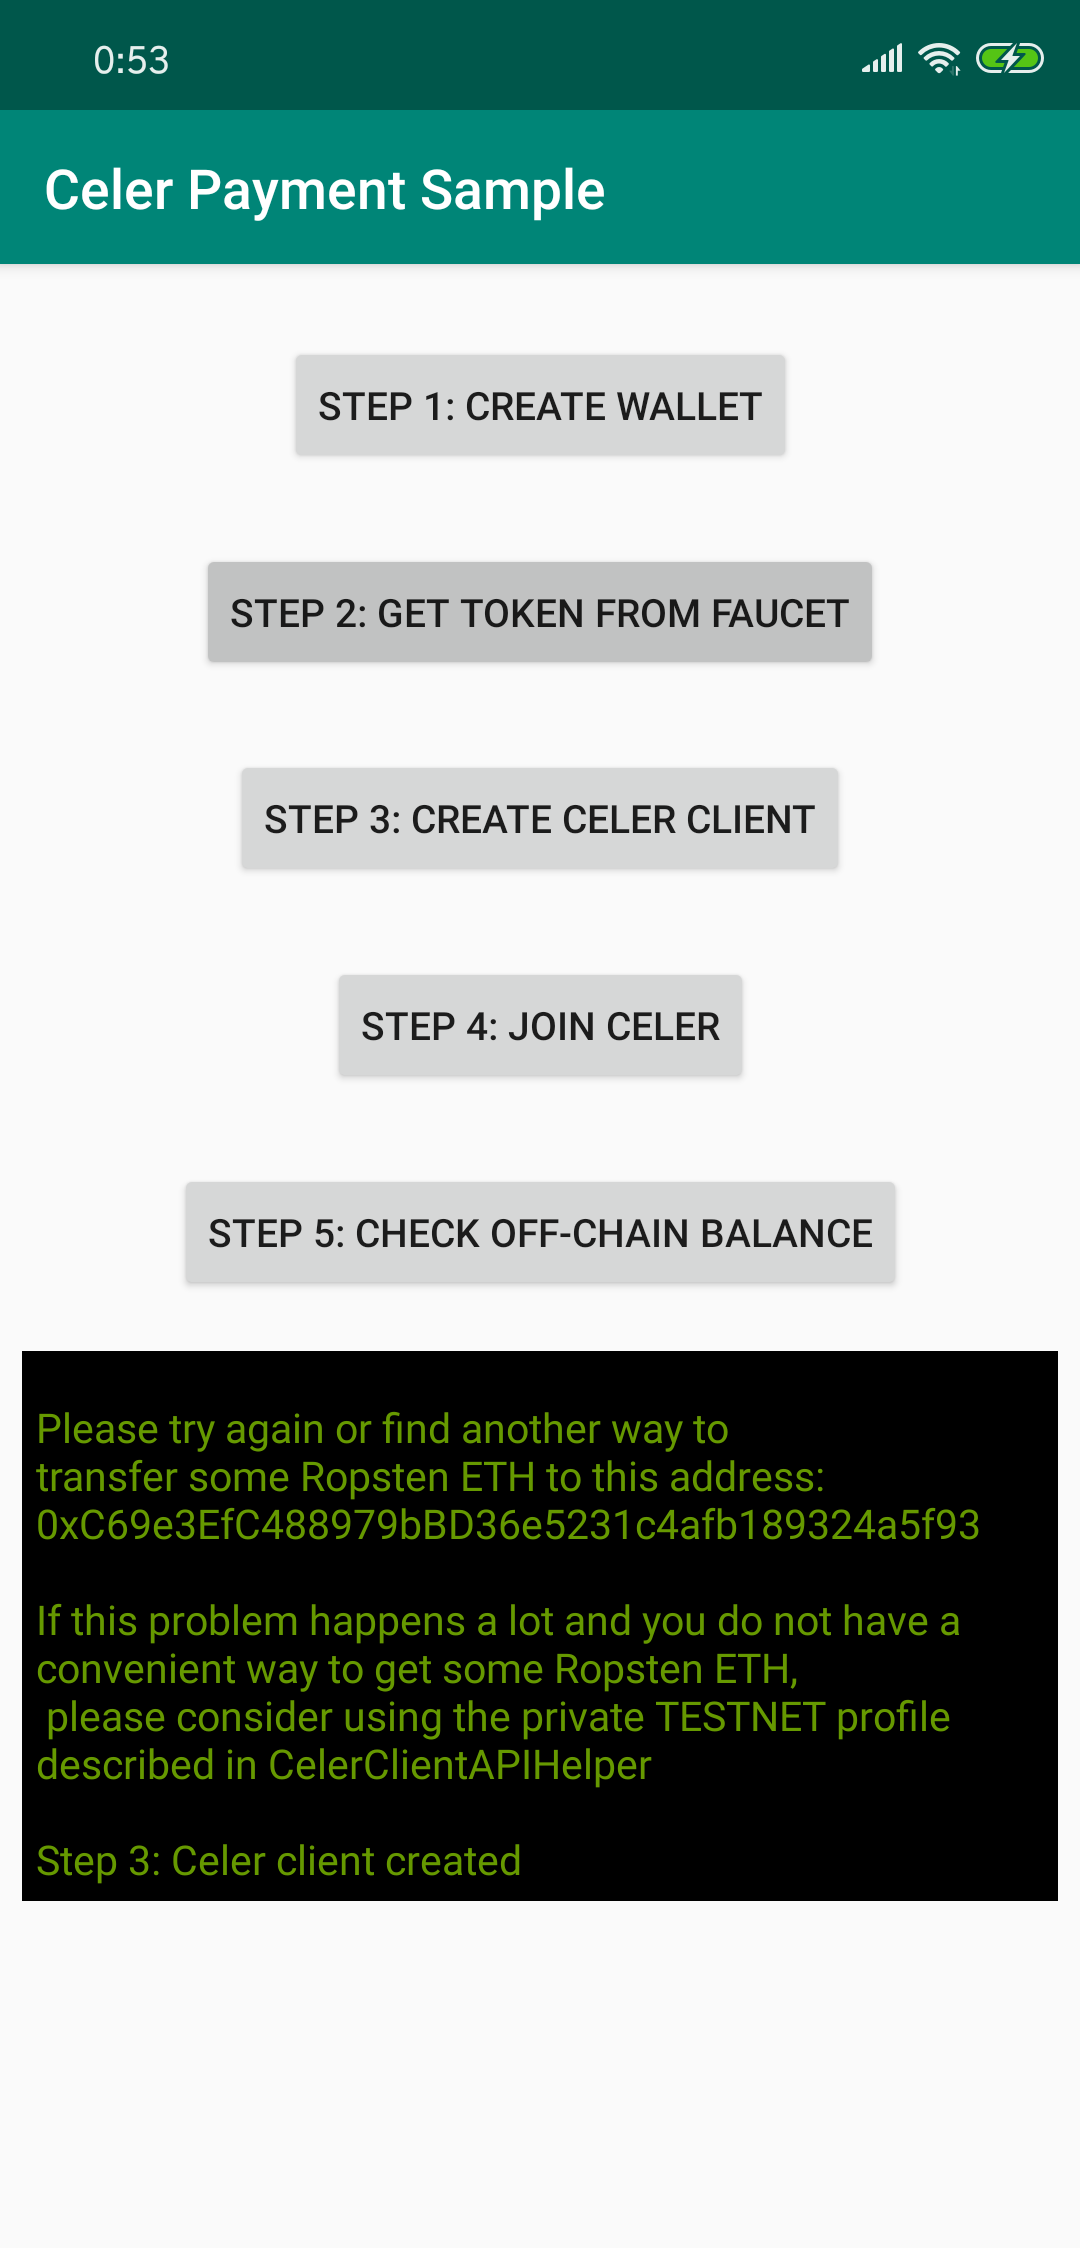 0:53
Celer Payment Sample
STEP 1: CREATE WALLET
STEP 2: GET TOKEN FROM FAUCET
STEP 3: CREATE CELER CLIENT
STEP 4: JOIN CELER
STEP 5: CHECK OFF-CHAIN BALANCE
Please try again or find another way to
transfer some Ropsten ETH to this address:
0xC69e3EfC488979bBD36e5231c4afb189324a5f93
If this problem happens a lot and you do not have a
convenient way to get some Ropsten ETH,
please consider using the private TESTNET profile
described in CelerClientAPIHelper
Step 3: Celer client created